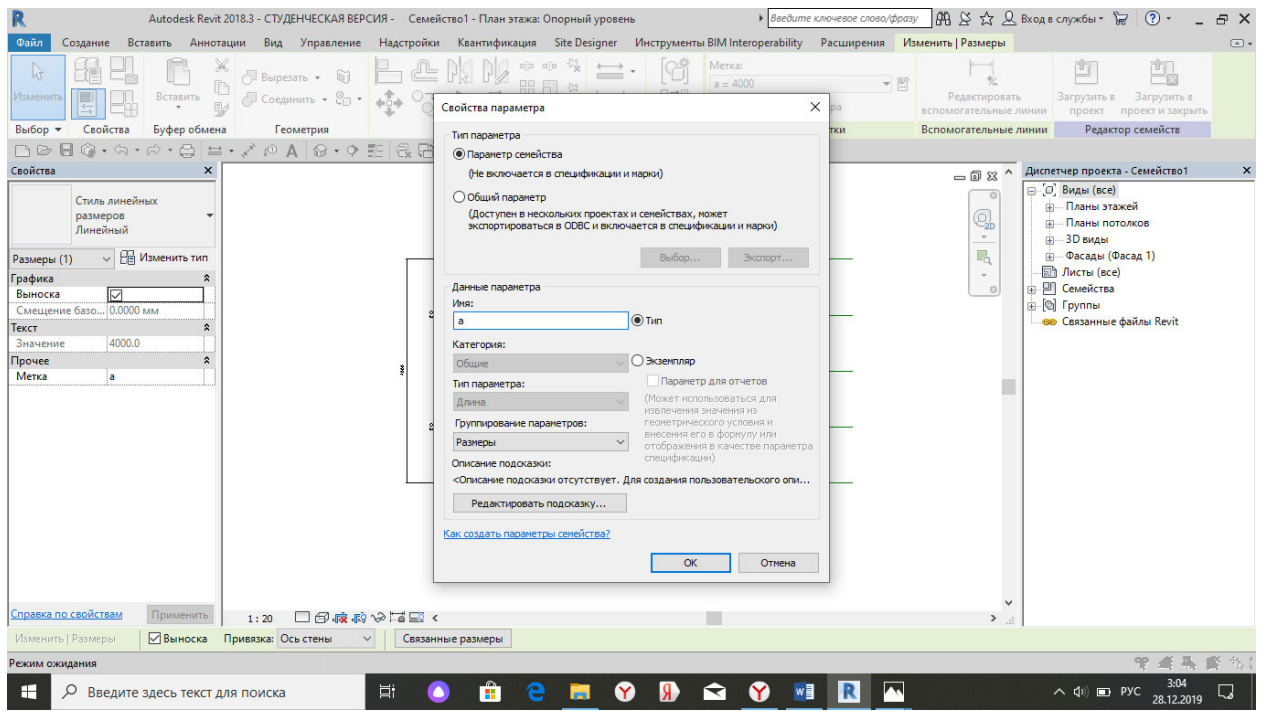 Autodesk Revit 2018.3 - СТУДЕНЧЕСКАЯ ВЕРСИЯ - Семейство1 - План этажа: Опорный уровень
Введите ключевое слово/фразу
Вход в службы
Файл Создание Вставить Аннотации Вид Управление Надстройки Квантификация Site Designer Инструменты BIM Interoperability Расширения Изменить | Размеры
Изменить
Вставить
Вырезать
Соединить
Метка:
a = 4000
Редактировать вспомогательные линии
Загрузить в проект
Загрузить в проект и закрыть
Выбор Свойства Буфер обмена Геометрия
Вспомогательные линии Редактор семейств
Свойства
Стиль линейных размеров
Линейный
Размеры (1) Изменить тип
Графика
Выноска
Смещение базо... 0.0000 мм
Текст
Значение 4000.0
Прочее
Метка a
Справка по свойствам Применить
Свойства параметра
Тип параметра
Параметр семейства
(Не включается в спецификации и марки)
Общий параметр
(Доступен в нескольких проектах и семействах, может
экспортироваться в ODBC и включается в спецификации и марки)
Выбор... Экспорт...
Данные параметра
Имя:
a
Тип
Категория:
Общие
Экземпляр
Тип параметра:
Параметр для отчетов
Длина
(Может использоваться для
извлечения значения из
геометрического условия и
внесения его в формулу или
отображения в качестве параметра
спецификации)
Группирование параметров:
Размеры
Описание подсказки:
<Описание подсказки отсутствует. Для создания пользовательского опи...
Редактировать подсказку...
Как создать параметры семейства?
OK Отмена
2D
Диспетчер проекта - Семейство1
Виды (все)
Планы этажей
Планы потолков
3D виды
Фасады (Фасад 1)
Листы (все)
Семейства
Группы
Связанные файлы Revit
1 : 20
Изменить | Размеры Выноска Привязка: Ось стены Связанные размеры
Режим ожидания
Введите здесь текст для поиска
РУС
3:04
28.12.2019